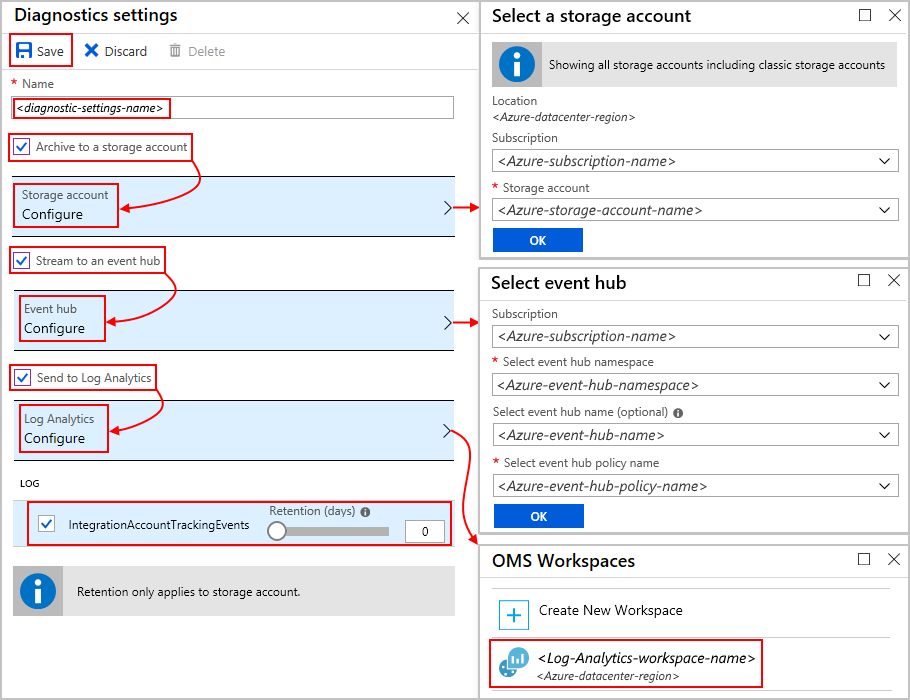 Diagnostics settings
Save Discard Delete
* Name
<diagnostic-settings-name>
Archive to a storage account
Storage account
Configure
Stream to an event hub
Event hub
Configure
Send to Log Analytics
Log Analytics
Configure
LOG
IntegrationAccountTrackingEvents
Retention (days)
0
Retention only applies to storage account.
Select a storage account
Showing all storage accounts including classic storage accounts
Location
<Azure-datacenter-region>
Subscription
<Azure-subscription-name>
* Storage account
<Azure-storage-account-name>
OK
Select event hub
Subscription
<Azure-subscription-name>
* Select event hub namespace
<Azure-event-hub-namespace>
Select event hub name (optional)
<Azure-event-hub-name>
* Select event hub policy name
<Azure-event-hub-policy-name>
OK
OMS Workspaces
Create New Workspace
<Log-Analytics-workspace-name>
<Azure-datacenter-region>